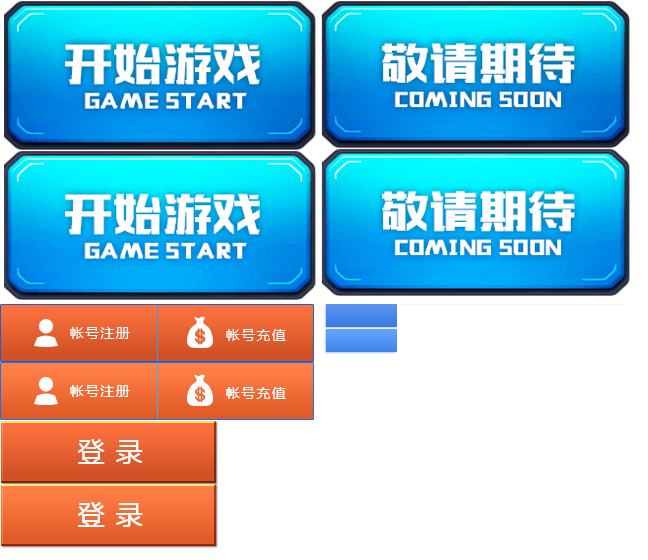 开始游戏
GAME START
敬请期待
COMING SOON
开始游戏
GAME START
敬请期待
COMING SOON
帐号注册 帐号充值
帐号注册 帐号充值
登 录
登 录